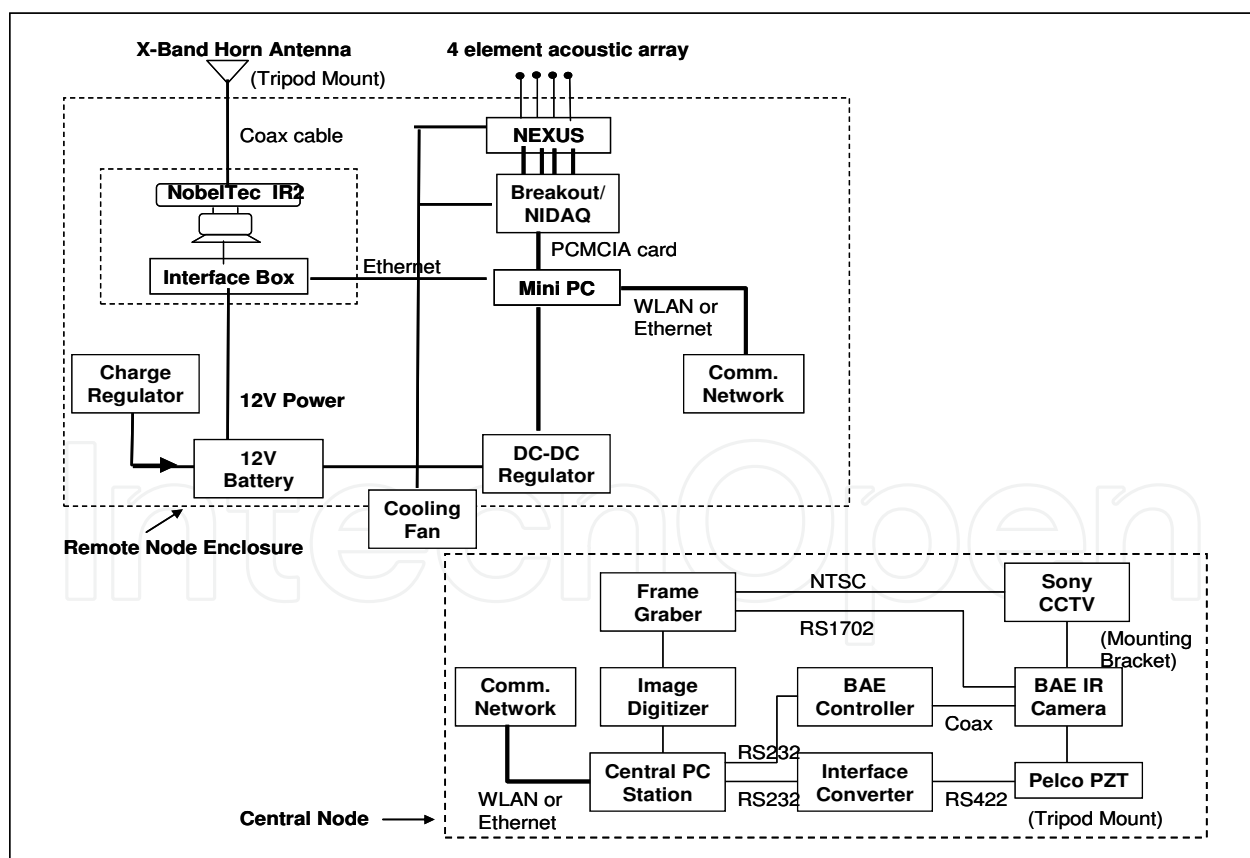 X-Band Horn Antenna
(Tripod Mount)
4 element acoustic array
Coax cable
NEXUS
NobelTec IR2
Breakout/
NIDAQ
PCMCIA card
Interface Box
Ethernet
Mini PC
WLAN or
Ethernet
Charge
Regulator
Comm.
Network
12V Power
12V
Battery
DC-DC
Regulator
Cooling
Fan
Remote Node Enclosure
IntechOpen
Frame
Graber
NTSC
Sony
CCTV
RS1702
(Mounting
Bracket)
Comm.
Network
Image
Digitizer
BAE
Controller
BAE IR
Camera
Coax
RS232
Central PC
Station
Interface
Converter
Pelco PZT
WLAN or
Ethernet
RS232
RS422
Central Node
(Tripod Mount)